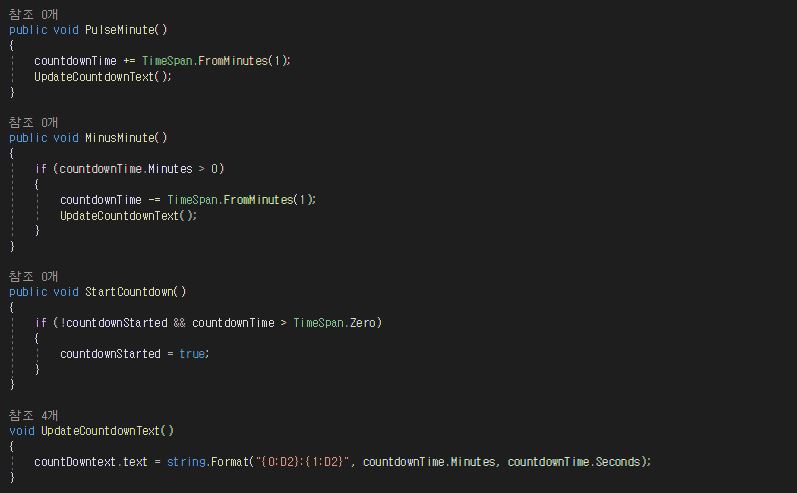 참조 0개
public void PulseMinute()
{
countdownTime += TimeSpan.FromMinutes(1);
UpdateCountdownText();
}
참조 0개
public void MinusMinute()
{
if (countdownTime.Minutes > 0)
{
countdownTime -= TimeSpan.FromMinutes(1);
UpdateCountdownText();
}
}
참조 0개
public void StartCountdown()
{
if (!countdownStarted && countdownTime > TimeSpan.Zero)
{
countdownStarted = true;
}
}
참조 4개
void UpdateCountdownText()
{
countDowntext.text = string.Format("{0:D2}:{1:D2}", countdownTime.Minutes, countdownTime.Seconds);
}